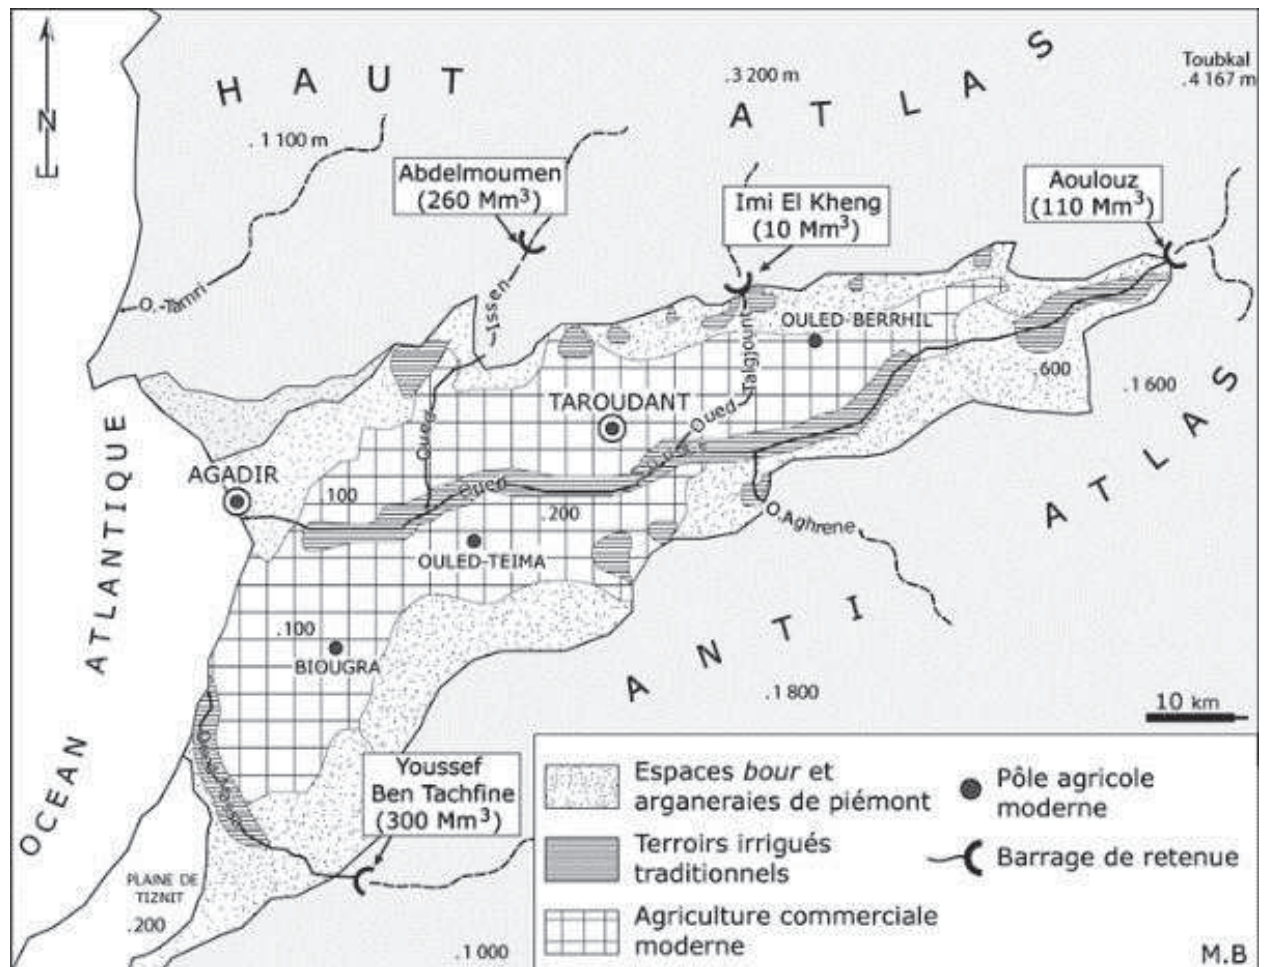 HAUT
ATLAS
.3 200 m
Toubkal
.4 167 m
.1 100 m
N
Abdelmoumen
(260 Mm³)
Imi El Kheng
(10 Mm³)
Aoulouz
(110 Mm³)
O.-Tamri
Issen
OULED-BERRHIL
Talgjount
.600
.1 600
TAROUDANT
Oued
Oued
AGADIR
100
Oued
.200
O.Aghrene
OULED-TEIMA
OCEAN ATLANTIQUE
ANTI ATLAS
.100
BIOUGRA
.1 800
10 km
Youssef
Ben Tachfine
(300 Mm³)
PLAINE DE
TIZNIT
.200
.1 000
Espaces bour et
arganeraies de piémont
Terroirs irrigués
traditionnels
Agriculture commerciale
moderne
Pôle agricole
moderne
Barrage de retenue
M.B